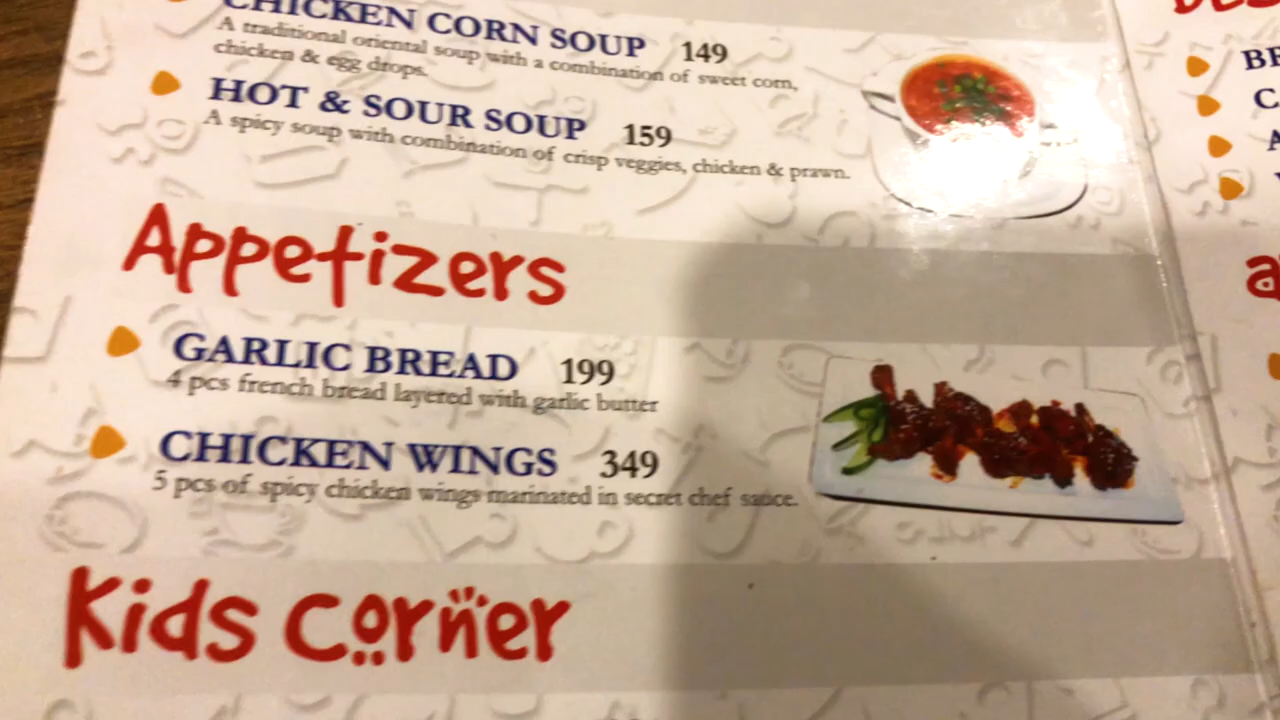 CHICKEN CORN SOUP 149
A traditional oriental soup with a combination of sweet corn,
chicken & egg drops.
HOT & SOUR SOUP 159
A spicy soup with combination of crisp veggies, chicken & prawn.
Appetizers
GARLIC BREAD 199
4 pcs french bread layered with garlic butter
CHICKEN WINGS 349
5 pcs of spicy chicken wings marinated in secret chef sauce.
Kids Corner